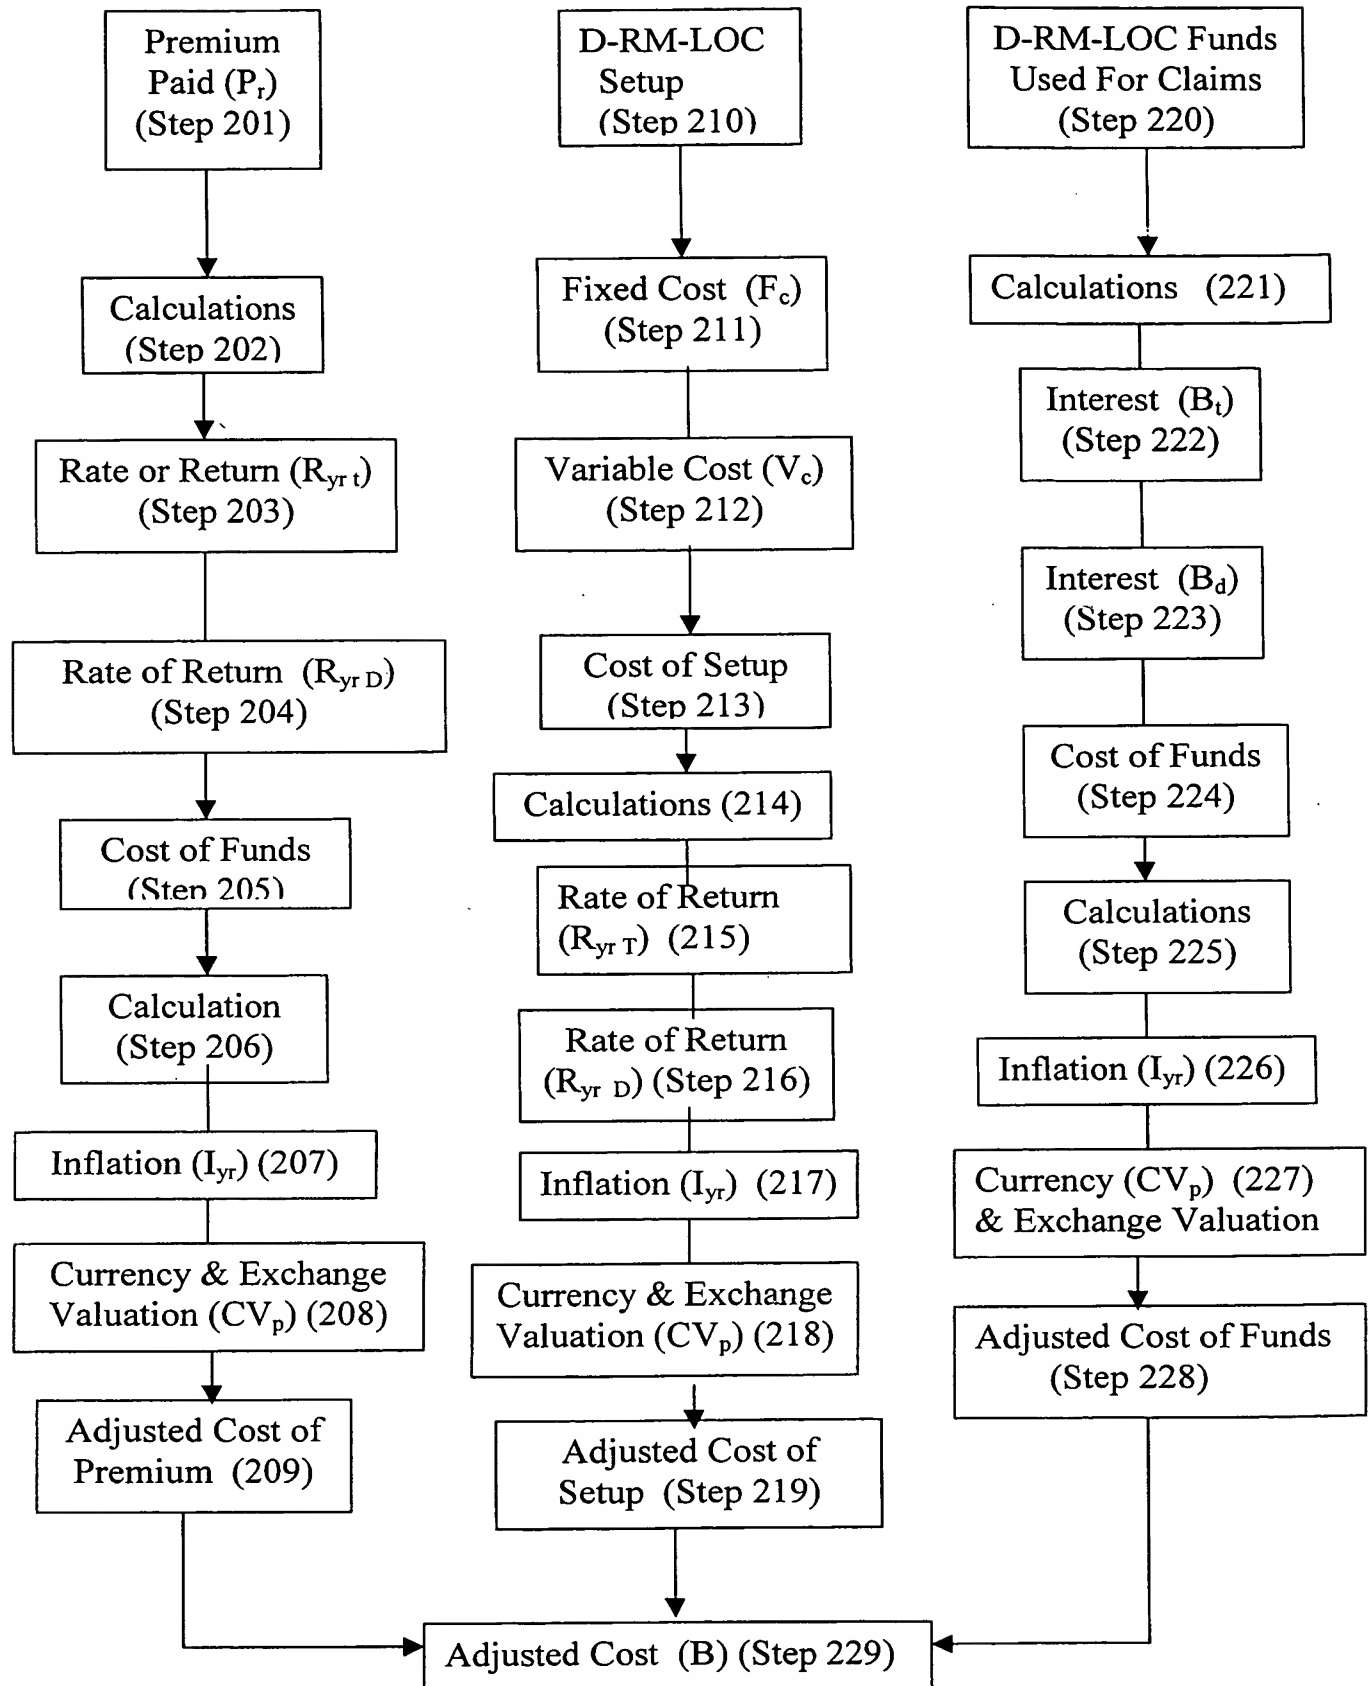 Premium
Paid (Pr)
(Step 201)
Calculations
(Step 202)
Rate or Return (Ryr t)
(Step 203)
Rate of Return (Ryr D)
(Step 204)
Cost of Funds
(Step 205)
Calculation
(Step 206)
Inflation (Iyr) (207)
Currency & Exchange
Valuation (CVp) (208)
Adjusted Cost of
Premium (209)
D-RM-LOC
Setup
(Step 210)
Fixed Cost (Fc)
(Step 211)
Variable Cost (Vc)
(Step 212)
Cost of Setup
(Step 213)
Calculations (214)
Rate of Return
(Ryr T) (215)
Rate of Return
(Ryr D) (Step 216)
Inflation (Iyr) (217)
Currency & Exchange
Valuation (CVp) (218)
Adjusted Cost of
Setup (Step 219)
D-RM-LOC Funds
Used For Claims
(Step 220)
Calculations (221)
Interest (Bt)
(Step 222)
Interest (Bd)
(Step 223)
Cost of Funds
(Step 224)
Calculations
(Step 225)
Inflation (Iyr) (226)
Currency (CVp) (227)
& Exchange Valuation
Adjusted Cost of Funds
(Step 228)
Adjusted Cost (B) (Step 229)